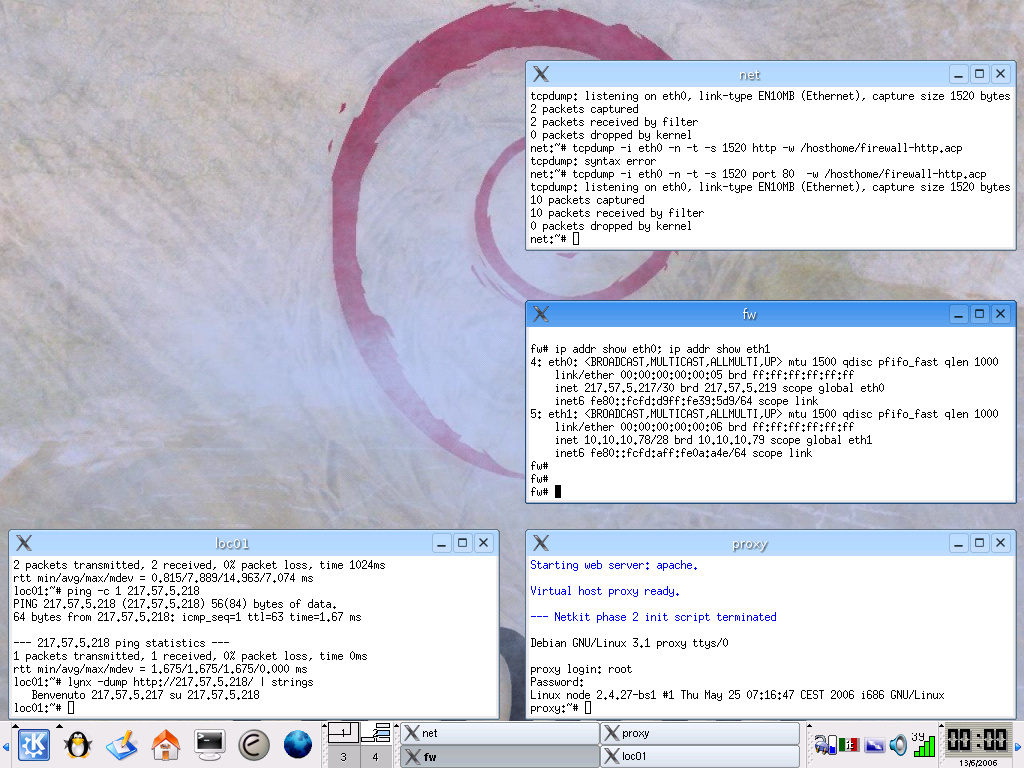 net
tcpdump: listening on eth0, link-type EN10MB (Ethernet), capture size 1520 bytes
2 packets captured
2 packets received by filter
0 packets dropped by kernel
net:~# tcpdump -i eth0 -n -t -s 1520 http -w /hosthome/firewall-http.acp
tcpdump: syntax error
net:~# tcpdump -i eth0 -n -t -s 1520 port 80  -w /hosthome/firewall-http.acp
tcpdump: listening on eth0, link-type EN10MB (Ethernet), capture size 1520 bytes
10 packets captured
10 packets received by filter
0 packets dropped by kernel
net:~#
fw
fw# ip addr show eth0; ip addr show eth1
4: eth0: <BROADCAST,MULTICAST,ALLMULTI,UP> mtu 1500 qdisc pfifo_fast qlen 1000
link/ether 00:00:00:00:00:05 brd ff:ff:ff:ff:ff:ff
inet 217.57.5.217/30 brd 217.57.5.219 scope global eth0
inet6 fe80::fcfd:d9ff:fe39:5d9/64 scope link
5: eth1: <BROADCAST,MULTICAST,ALLMULTI,UP> mtu 1500 qdisc pfifo_fast qlen 1000
link/ether 00:00:00:00:00:06 brd ff:ff:ff:ff:ff:ff
inet 10.10.10.78/28 brd 10.10.10.79 scope global eth1
inet6 fe80::fcfd:aff:fe0a:a4e/64 scope link
fw#
fw#
fw#
loc01
2 packets transmitted, 2 received, 0% packet loss, time 1024ms
rtt min/avg/max/mdev = 0.815/7.889/14.963/7.074 ms
loc01:~# ping -c 1 217.57.5.218
PING 217.57.5.218 (217.57.5.218) 56(84) bytes of data.
64 bytes from 217.57.5.218: icmp_seq=1 ttl=63 time=1.67 ms
--- 217.57.5.218 ping statistics ---
1 packets transmitted, 1 received, 0% packet loss, time 0ms
rtt min/avg/max/mdev = 1.675/1.675/1.675/0.000 ms
loc01:~# lynx -dump http://217.57.5.218/ | strings
Benvenuto 217.57.5.217 su 217.57.5.218
loc01:~#
proxy
Starting web server: apache.
Virtual host proxy ready.
--- Netkit phase 2 init script terminated
Debian GNU/Linux 3.1 proxy ttys/0
proxy login: root
Password:
Linux node 2.4.27-bs1 #1 Thu May 25 07:16:47 CEST 2006 i686 GNU/Linux
proxy:~#
3 4
net
proxy
fw
loc01
39
00:00
13/6/2006